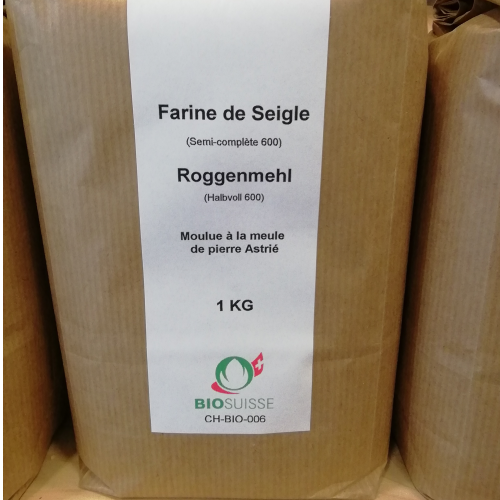 Farine de Seigle
(Semi-complète 600)
Roggenmehl
(Halbvoll 600)
Moulue à la meule
de pierre Astrié
1 KG
BIOSUISSE
CH-BIO-006